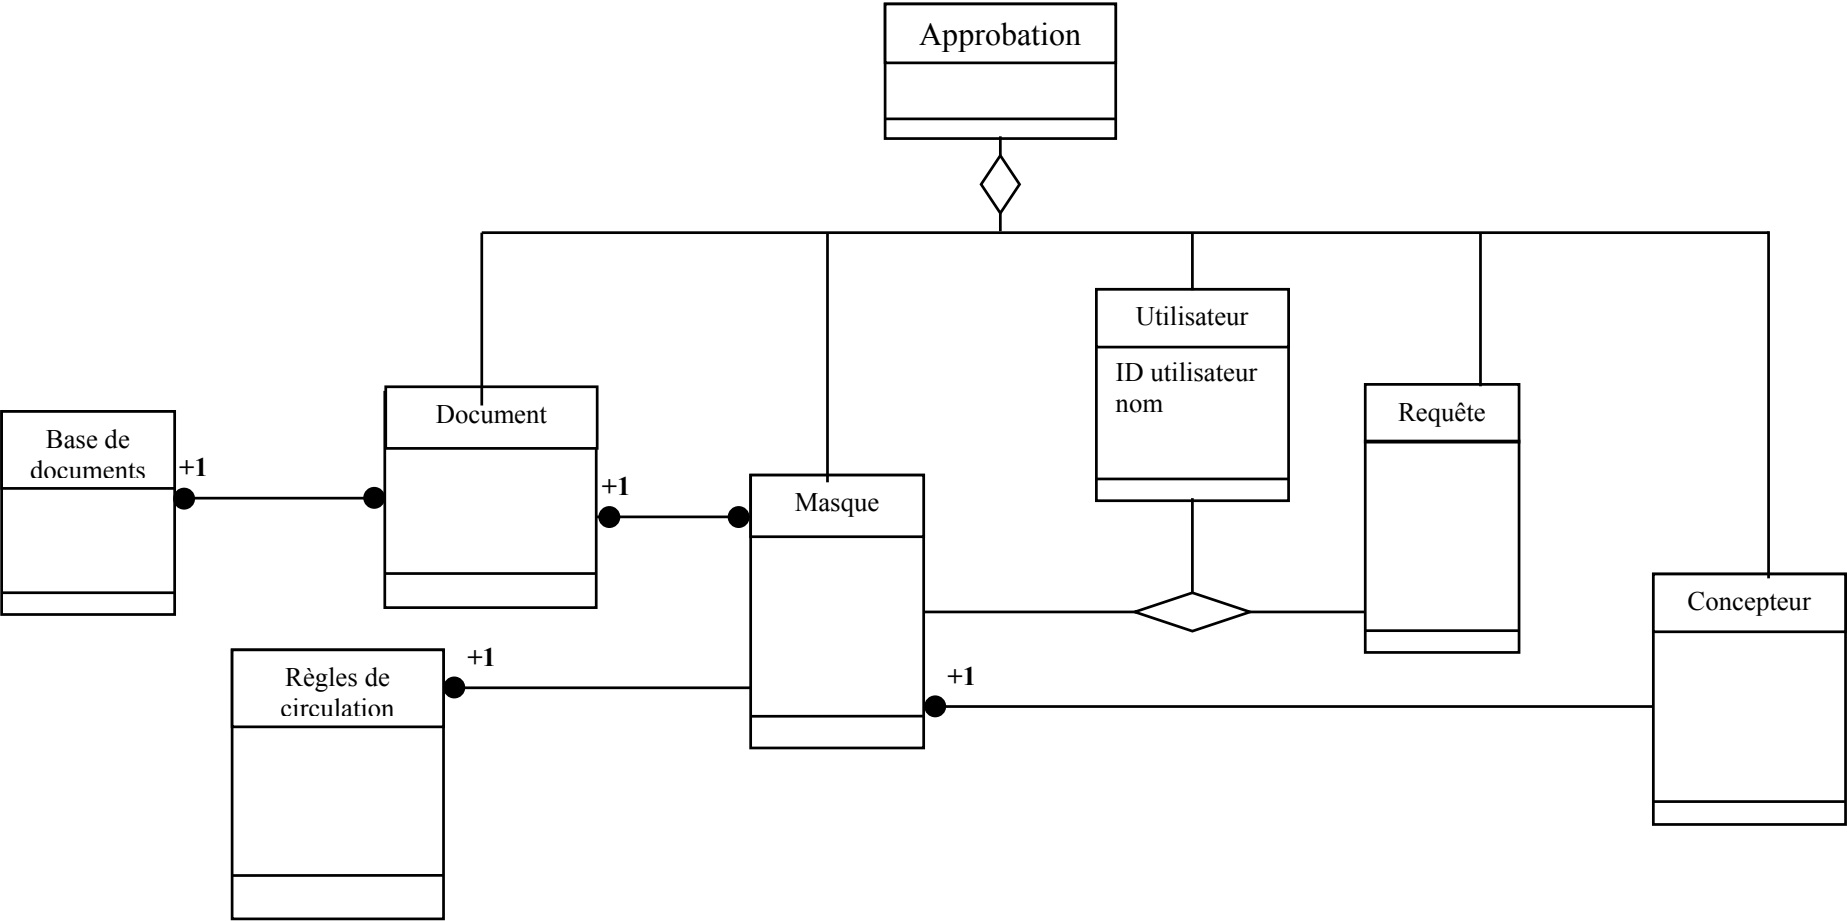 Approbation
Utilisateur
ID utilisateur
nom
Requête
Document
Base de
documents
+1
+1
Masque
Concepteur
Règles de
circulation
+1
+1